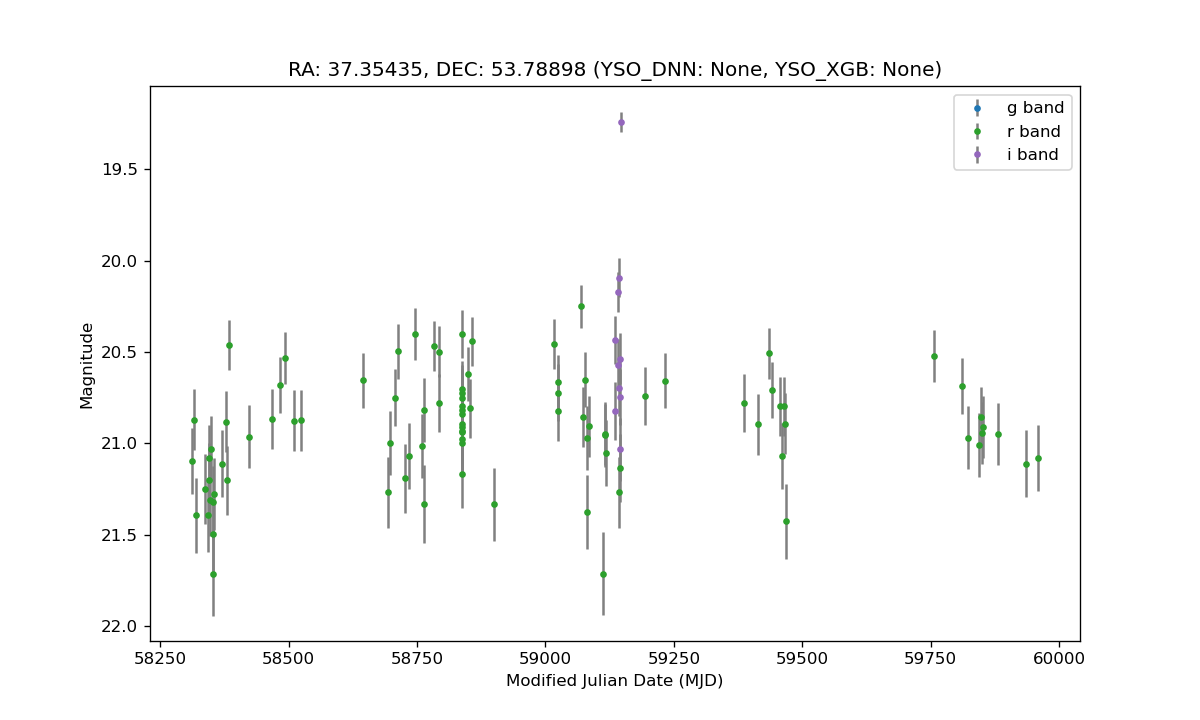 RA: 37.35435, DEC: 53.78898 (YSO_DNN: None, YSO_XGB: None)
g band
r band
i band
19.5
20.0
20.5
21.0
21.5
22.0
Magnitude
58250 58500 58750 59000 59250 59500 59750 60000
Modified Julian Date (MJD)